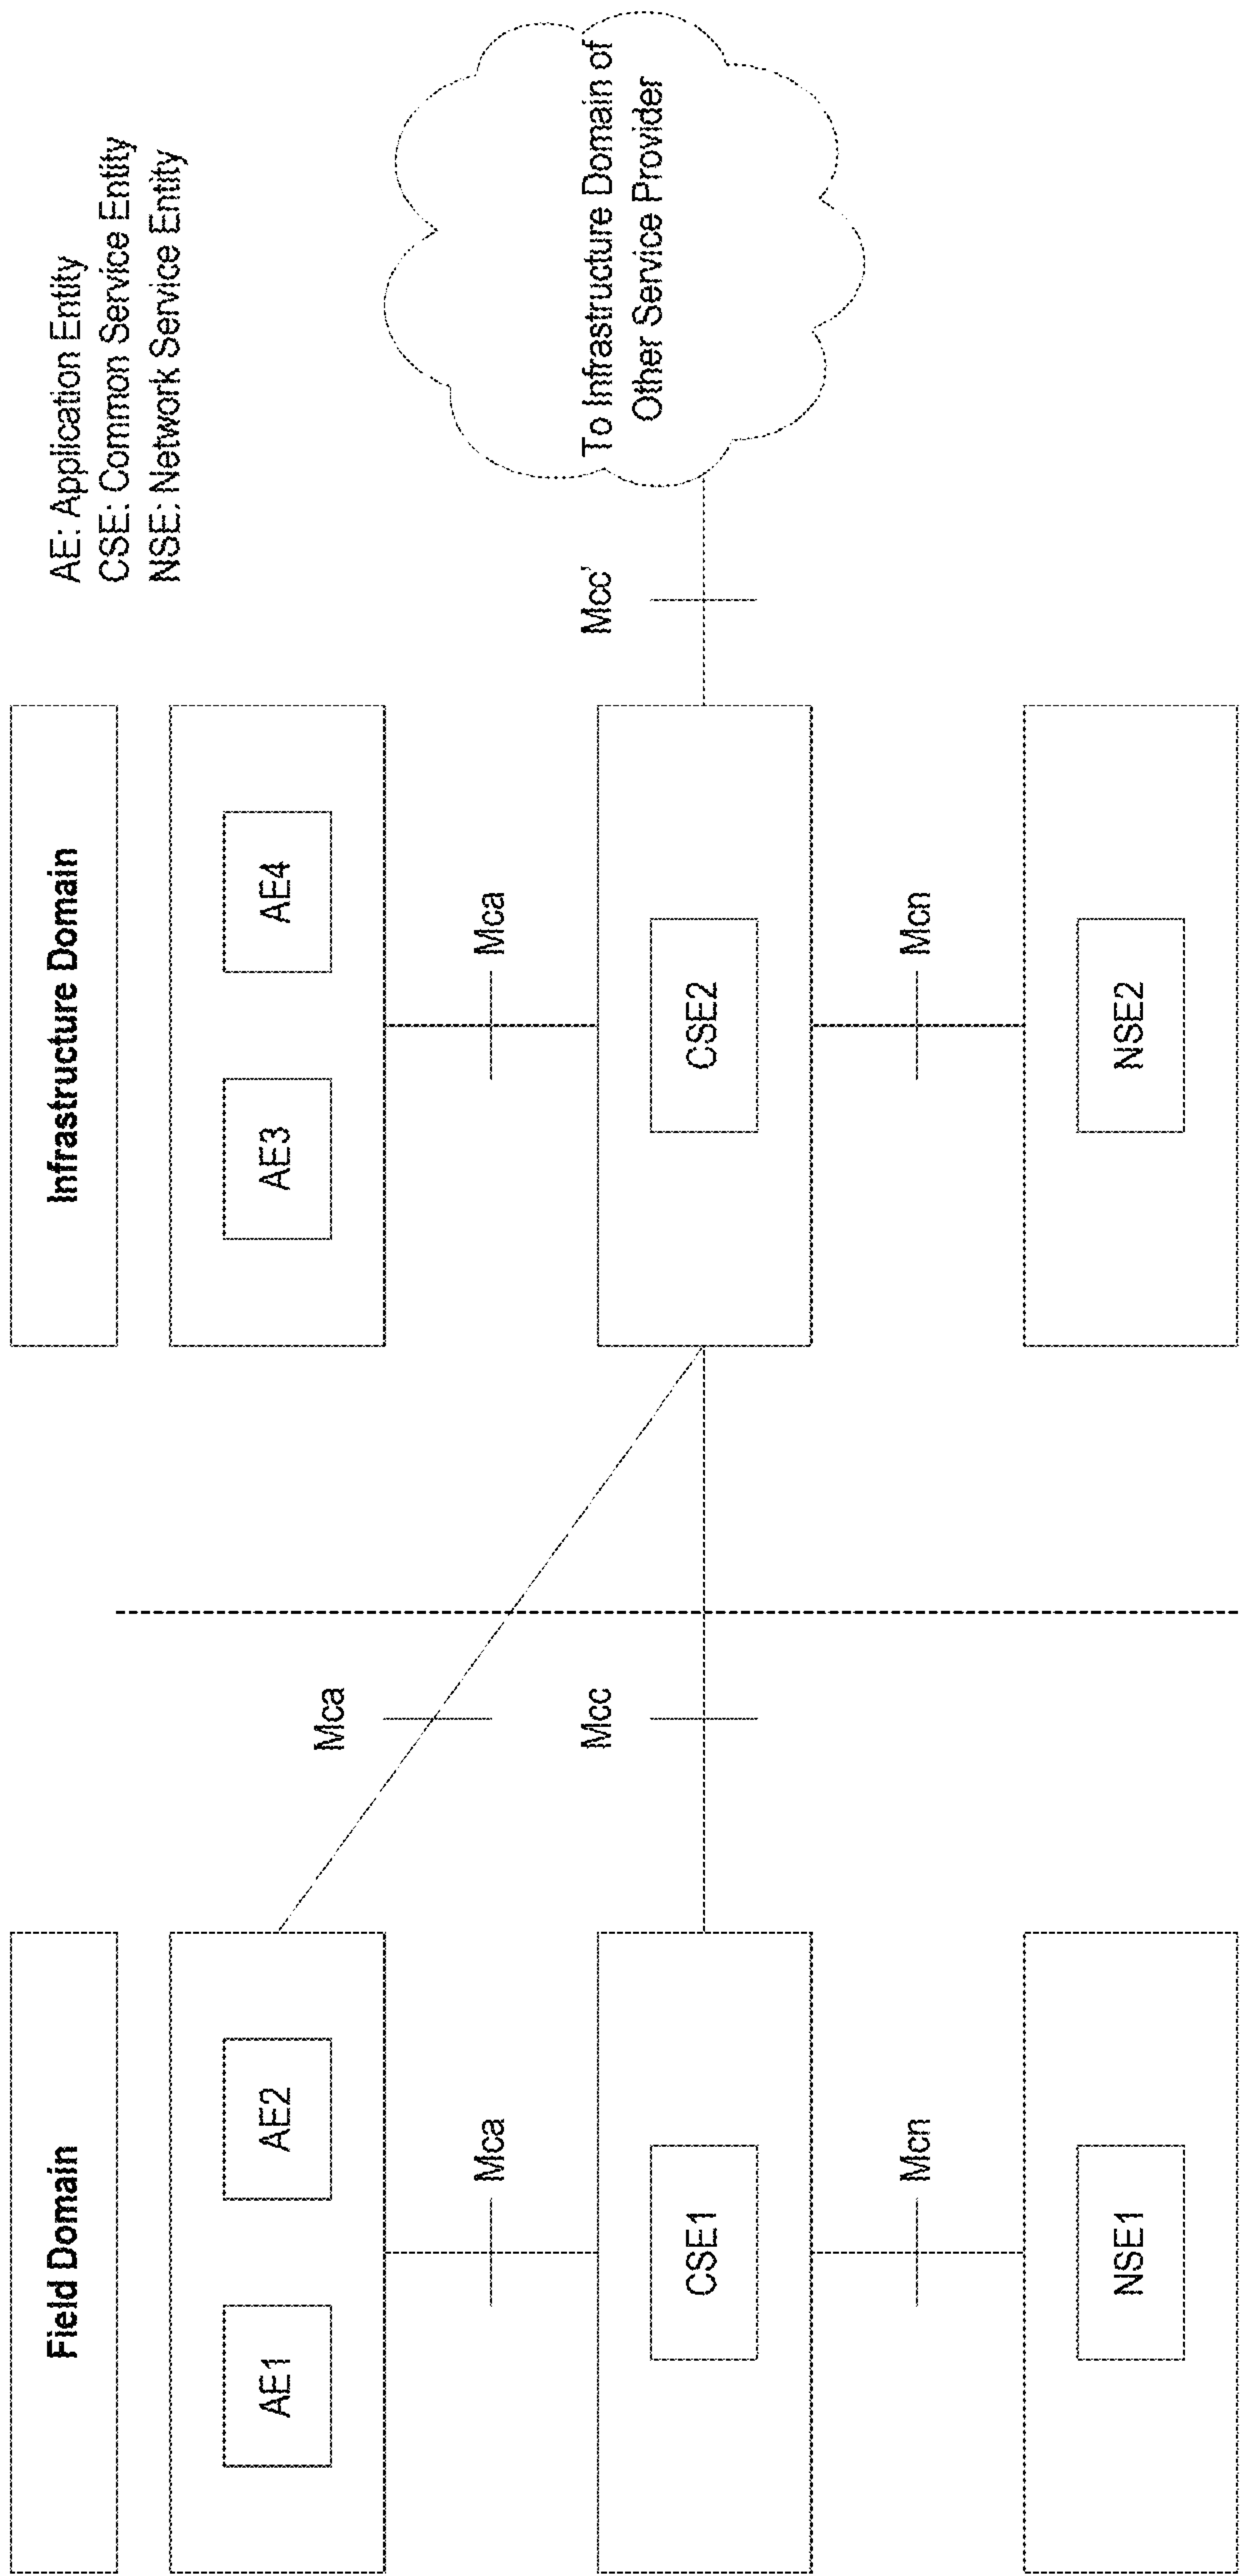 Field Domain
Infrastructure Domain
AE: Application Entity
CSE: Common Service Entity
NSE: Network Service Entity
AE1
AE2
AE3
AE4
Mca
Mca
Mca
To Infrastructure Domain of
Other Service Provider
Mcc
Mcc'
CSE1
CSE2
Mcn
Mcn
NSE1
NSE2